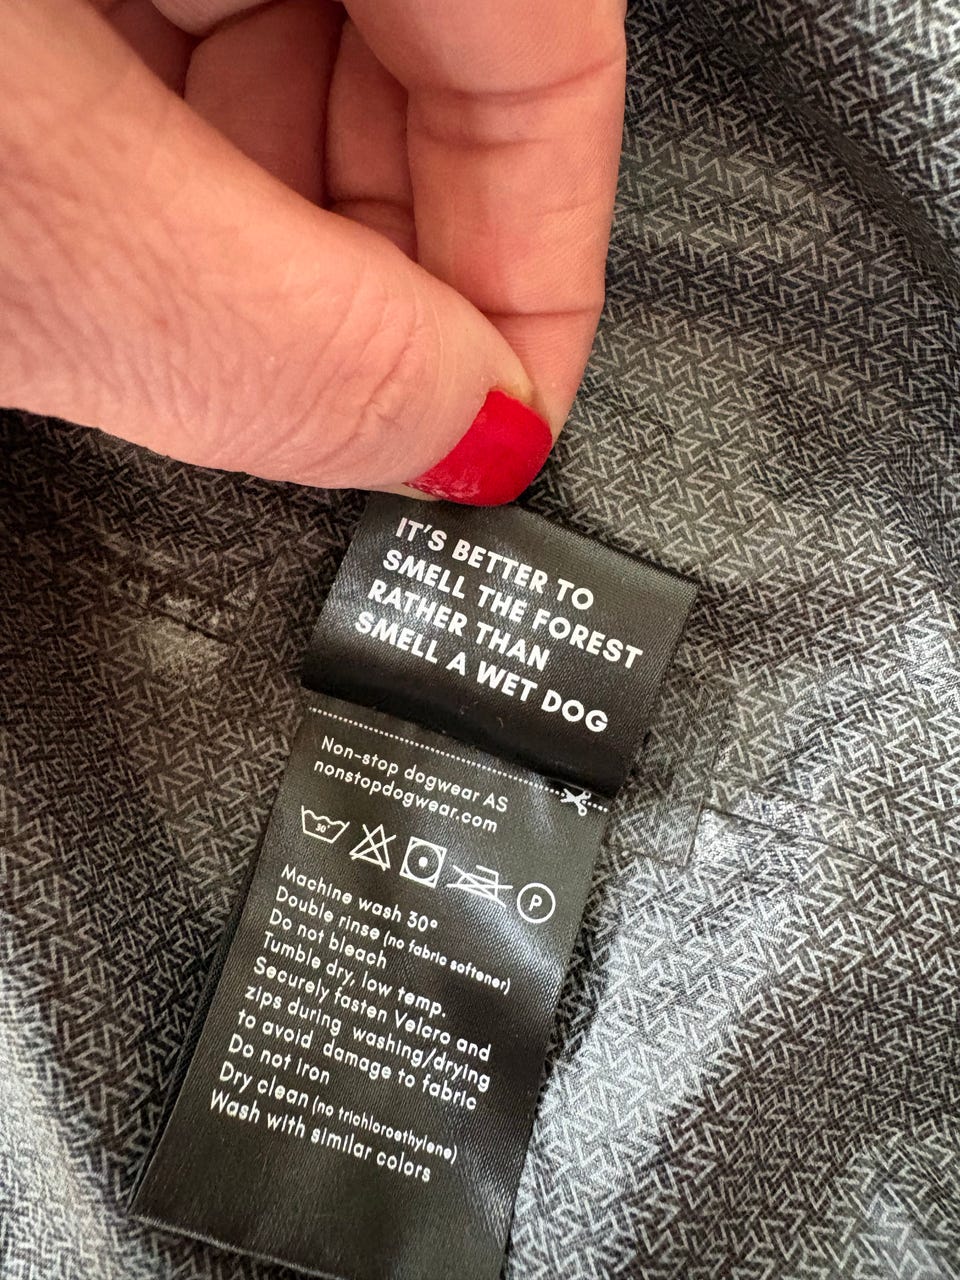 IT'S BETTER TO
SMELL THE FOREST
RATHER THAN
SMELL A WET DOG
Non-stop dogwear AS
nonstopdogwear.com
30°
P
Machine wash 30°
Double rinse (no fabric softener)
Do not bleach
Tumble dry, low temp.
Securely fasten Velcro and
zips during washing/drying
to avoid damage to fabric
Do not iron
Dry clean (no trichloroethylene)
Wash with similar colors